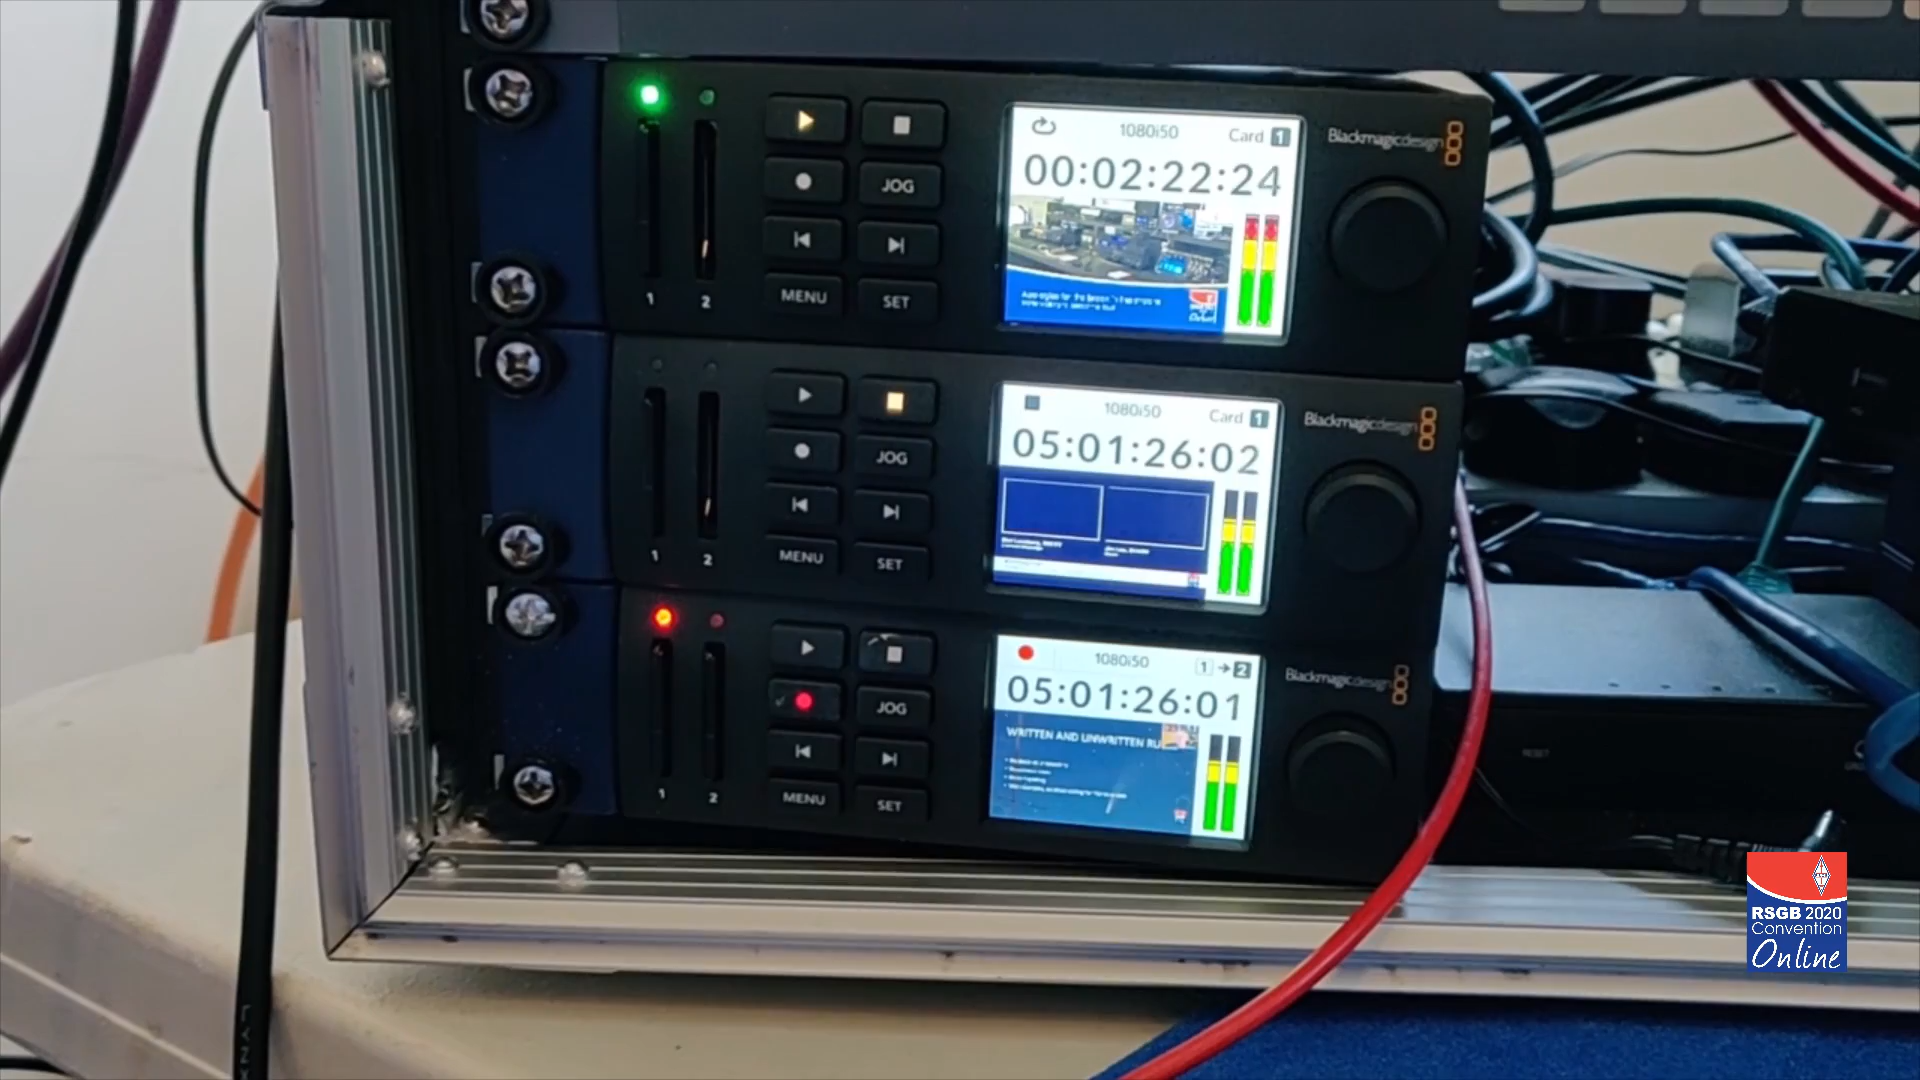 1080i50
Card 1
Blackmagicdesign
00:02:22:24
JOG
MENU
SET
1
2
1080i50
Card 1
Blackmagicdesign
05:01:26:02
JOG
MENU
SET
1
2
1080i50
1 → 2
Blackmagicdesign
05:01:26:01
JOG
WRITTEN AND UNWRITTEN RU
MENU
SET
1
2
RESET
RSGB 2020
Convention
Online